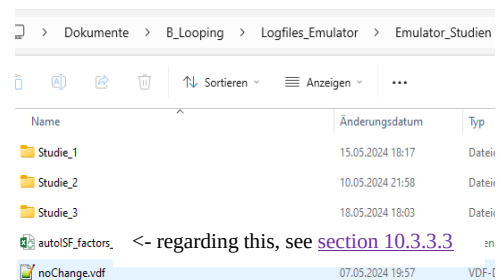 > Dokumente > B_Looping > Logfiles_Emulator > Emulator_Studien
Sortieren Anzeigen ...
Name Änderungsdatum Typ
Studie_1 15.05.2024 18:17
Studie_2 10.05.2024 21:58
Studie_3 18.05.2024 18:03
autoISF_factors_ <- regarding this, see section 10.3.3.3
noChange.vdf 07.05.2024 19:57